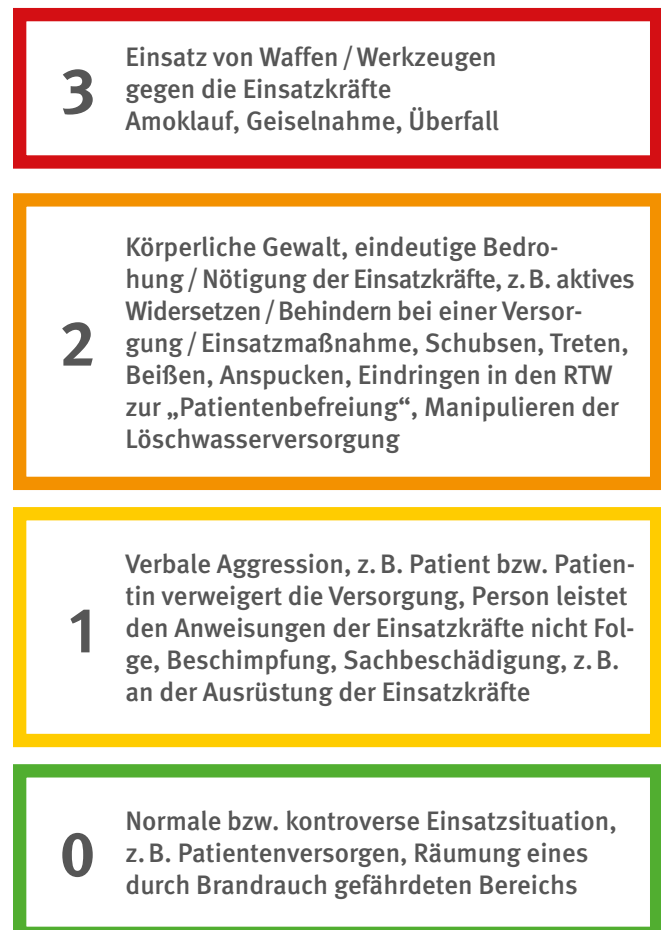 3
Einsatz von Waffen / Werkzeugen
gegen die Einsatzkräfte
Amoklauf, Geiselnahme, Überfall
2
Körperliche Gewalt, eindeutige Bedro-
hung / Nötigung der Einsatzkräfte, z. B. aktives
Widersetzen / Behindern bei einer Versor-
gung / Einsatzmaßnahme, Schubsen, Treten,
Beißen, Anspucken, Eindringen in den RTW
zur „Patientenbefreiung“, Manipulieren der
Löschwasserversorgung
1
Verbale Aggression, z. B. Patient bzw. Patien-
tin verweigert die Versorgung, Person leistet
den Anweisungen der Einsatzkräfte nicht Fol-
ge, Beschimpfung, Sachbeschädigung, z. B.
an der Ausrüstung der Einsatzkräfte
0
Normale bzw. kontroverse Einsatzsituation,
z. B. Patientenversorgen, Räumung eines
durch Brandrauch gefährdeten Bereichs